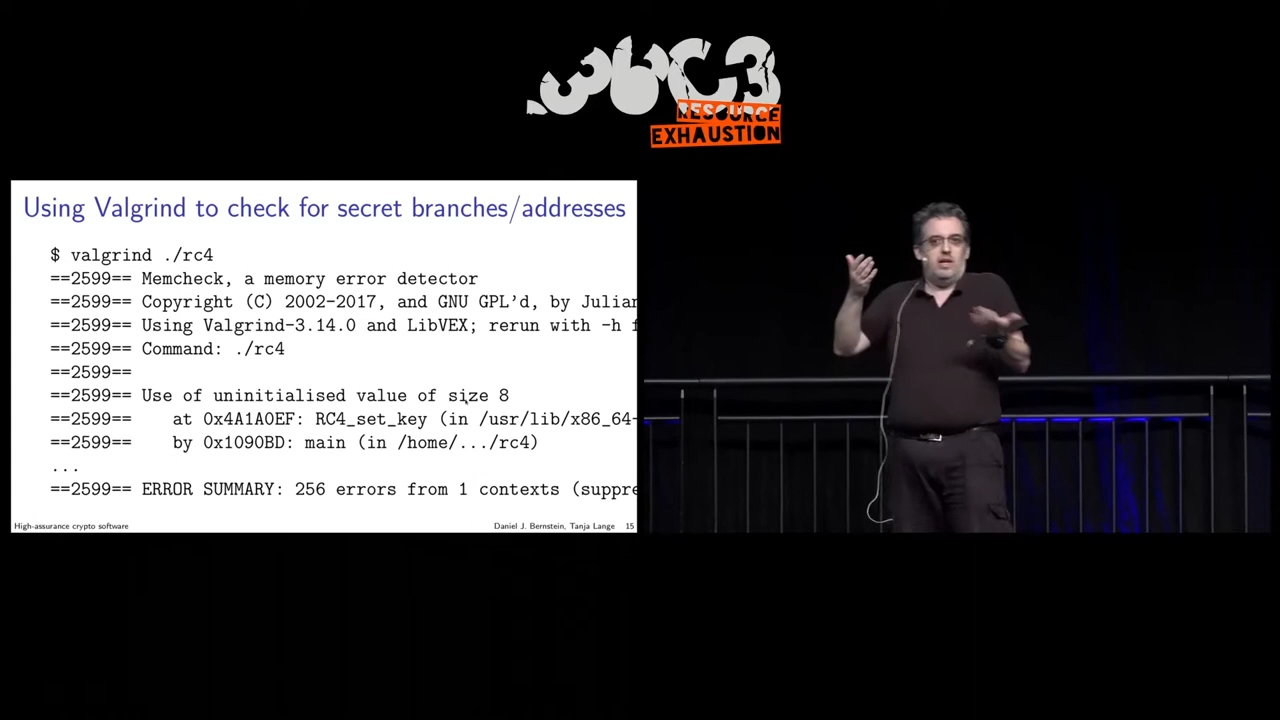 36C3
RESOURCE
EXHAUSTION
Using Valgrind to check for secret branches/addresses
$ valgrind ./rc4
==2599== Memcheck, a memory error detector
==2599== Copyright (C) 2002-2017, and GNU GPL'd, by Julian
==2599== Using Valgrind-3.14.0 and LibVEX; rerun with -h f
==2599== Command: ./rc4
==2599==
==2599== Use of uninitialised value of size 8
==2599== at 0x4A1A0EF: RC4_set_key (in /usr/lib/x86_64-
==2599== by 0x1090BD: main (in /home/.../rc4)
...
==2599== ERROR SUMMARY: 256 errors from 1 contexts (suppre
High-assurance crypto software Daniel J. Bernstein, Tanja Lange 15